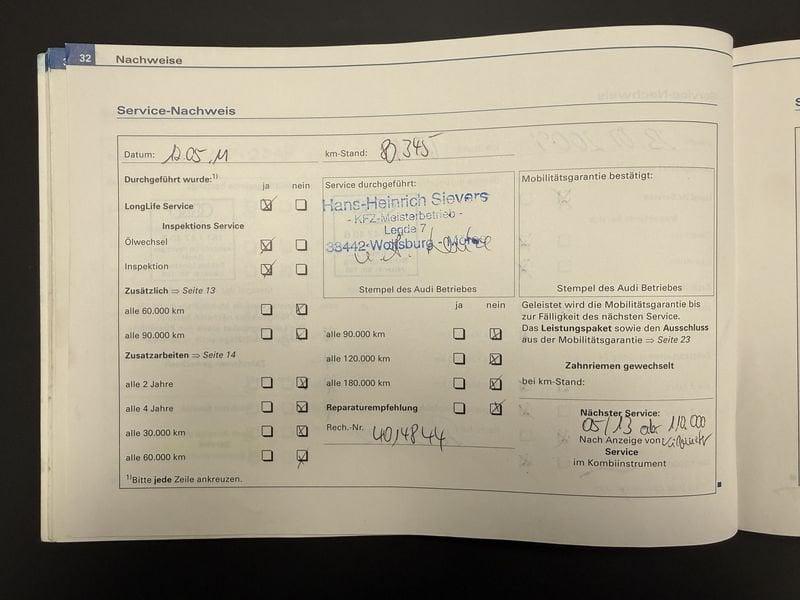 32 Nachweise
Service-Nachweis
Datum: 12.05.11 km-Stand: 80.345
Durchgeführt wurde:1)
ja nein
LongLife Service
Inspektions Service
Ölwechsel
Inspektion
Zusätzlich ⇒ Seite 13
alle 60.000 km
alle 90.000 km
Zusatzarbeiten ⇒ Seite 14
alle 2 Jahre
alle 4 Jahre
alle 30.000 km
alle 60.000 km
1)Bitte jede Zeile ankreuzen.
Service durchgeführt:
Hans-Heinrich Sievers
- KFZ-Meisterbetrieb -
Lende 7
38442 Wolfsburg -
Stempel des Audi Betriebes
ja nein
alle 90.000 km
alle 120.000 km
alle 180.000 km
Reparaturempfehlung
Rech.-Nr. 4014844
Mobilitätsgarantie bestätigt:
Stempel des Audi Betriebes
Geleistet wird die Mobilitätsgarantie bis
zur Fälligkeit des nächsten Service.
Das Leistungspaket sowie den Ausschluss
aus der Mobilitätsgarantie ⇒ Seite 23
Zahnriemen gewechselt
bei km-Stand:
Nächster Service:
05/13 oder 110.000
Nach Anzeige von
Service
im Kombiinstrument